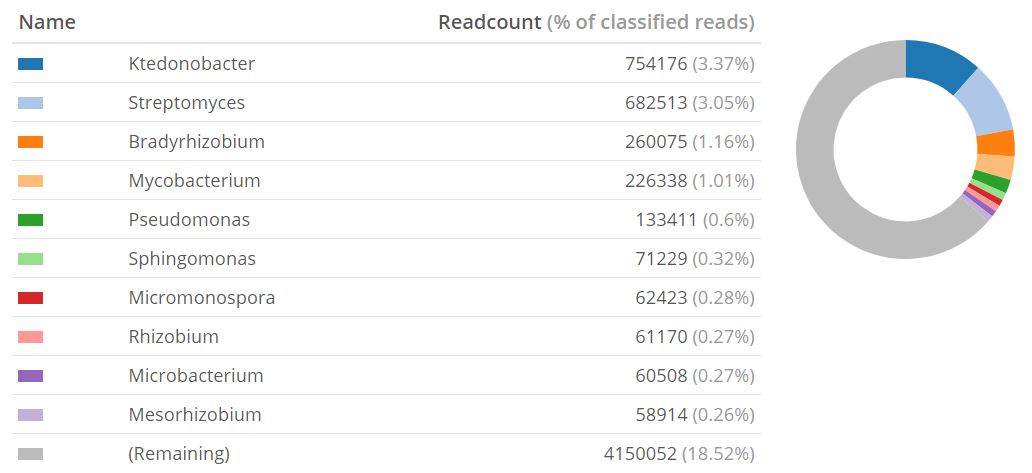 Name Readcount (% of classified reads)
Ktedonobacter 754176 (3.37%)
Streptomyces 682513 (3.05%)
Bradyrhizobium 260075 (1.16%)
Mycobacterium 226338 (1.01%)
Pseudomonas 133411 (0.6%)
Sphingomonas 71229 (0.32%)
Micromonospora 62423 (0.28%)
Rhizobium 61170 (0.27%)
Microbacterium 60508 (0.27%)
Mesorhizobium 58914 (0.26%)
(Remaining) 4150052 (18.52%)